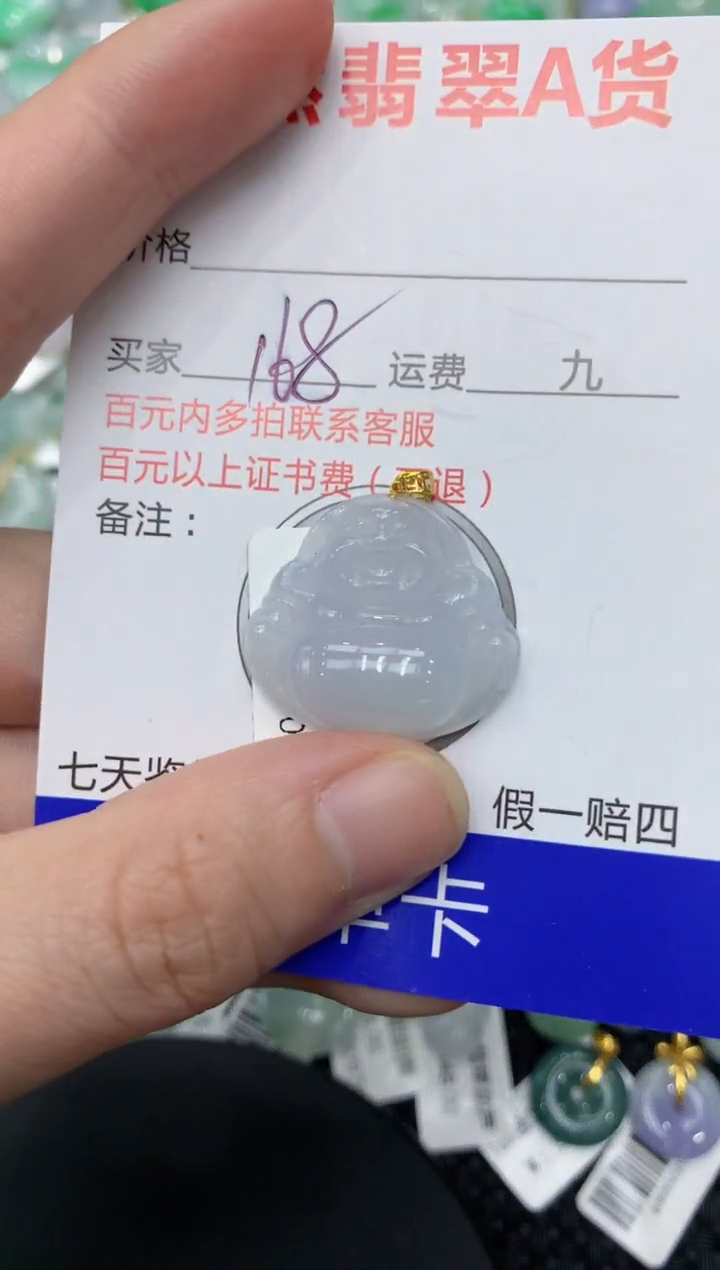 翡翠A货
价格
买家 168 运费 九
百元内多拍联系客服
百元以上证书费（ 退）
备注：
七天
假一赔四
卡